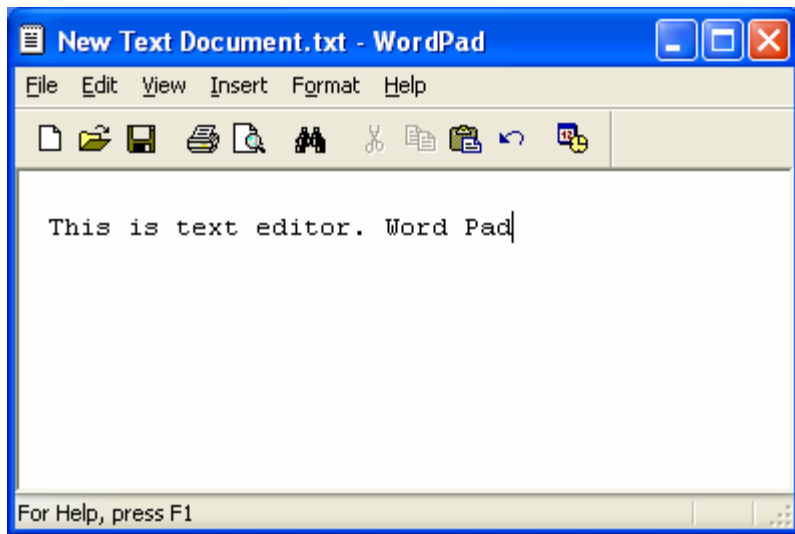 New Text Document.txt - WordPad
File Edit View Insert Format Help
This is text editor. Word Pad
For Help, press F1